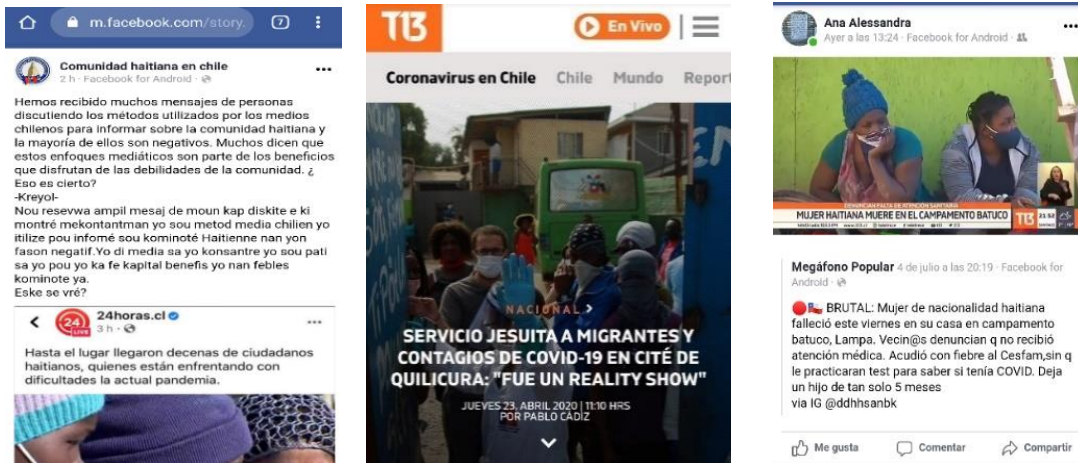 m.facebook.com/story.
7
Comunidad haitiana en chile
2 h · Facebook for Android ·
Hemos recibido muchos mensajes de personas
discutiendo los métodos utilizados por los medios
chilenos para informar sobre la comunidad haitiana y
la mayoría de ellos son negativos. Muchos dicen que
estos enfoques mediáticos son parte de los beneficios
que disfrutan de las debilidades de la comunidad. ¿
Eso es cierto?
-Kreyol-
Nou resevwa ampil mesaj de moun kap diskite e ki
montré mekontantman yo sou metod media chilien yo
itilize pou infomé sou kominoté Haitienne nan yon
fason negatif.Yo di media sa yo konsantre yo sou pati
sa yo pou yo ka fe kapital benefis yo nan febles
kominote ya.
Eske se vré?
24 LIVE
24horas.cl
3 h ·
Hasta el lugar llegaron decenas de ciudadanos
haitianos, quienes están enfrentando con
dificultades la actual pandemia.
T13
En Vivo
Coronavirus en Chile Chile Mundo Report
NACIONAL >
SERVICIO JESUITA A MIGRANTES Y
CONTAGIOS DE COVID-19 EN CITÉ DE
QUILICURA: "FUE UN REALITY SHOW"
JUEVES 23, ABRIL 2020 | 11:10 HRS
POR PABLO CÁDIZ
Ana Alessandra
Ayer a las 13:24 · Facebook for Android ·
DENUNCIAN FALTA DE ATENCIÓN SANITARIA
MUJER HAITIANA MUERE EN EL CAMPAMENTO BATUCO
T13
21:52
Megáfono Popular 4 de julio a las 20:19 · Facebook for
Android ·
BRUTAL: Mujer de nacionalidad haitiana
falleció este viernes en su casa en campamento
batuco, Lampa. Vecin@s denuncian q no recibió
atención médica. Acudió con fiebre al Cesfam,sin q
le practicaran test para saber si tenía COVID. Deja
un hijo de tan solo 5 meses
via IG @ddhhsanbk
Me gusta
Comentar
Compartir